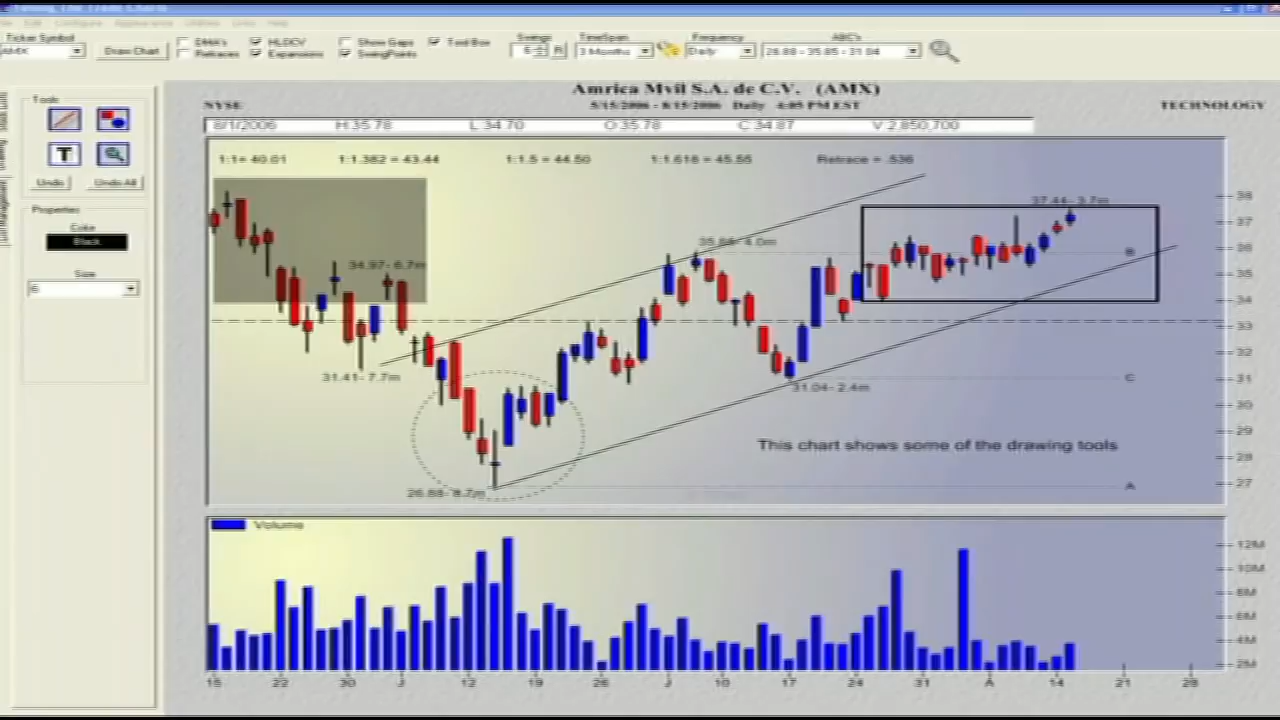 Ticker Symbol
AMX
Draw Chart
DMA's
HLOCV
Show Gaps
Tool Box
Retraces
Expansions
SwingPoints
Swings
6
R
TimeSpan
3 Months
Frequency
Daily
ABC's
26.88 - 35.85 - 31.04
Tools
T
Undo
Undo All
Properties
Color
Black
Size
6
Amrica Mvil S.A. de C.V. (AMX)
NYSE
5/15/2006 - 8/15/2006 Daily 4:05 PM EST
TECHNOLOGY
8/1/2006 H:35.78 L:34.70 O:35.78 C:34.87 V:2,850,700
1:1= 40.01 1:1.382 = 43.44 1:1.5 = 44.50 1:1.618 = 45.55 Retrace = .536
37.44- 3.7m
35.85- 4.0m
34.97- 6.7m
31.41- 7.7m
31.04- 2.4m
26.88- 8.7m
B
C
A
This chart shows some of the drawing tools
38
37
36
35
34
33
32
31
30
29
28
27
Volume
12M
10M
8M
6M
4M
2M
15 22 30 J 12 19 26 J 10 17 24 31 A 14 21 28